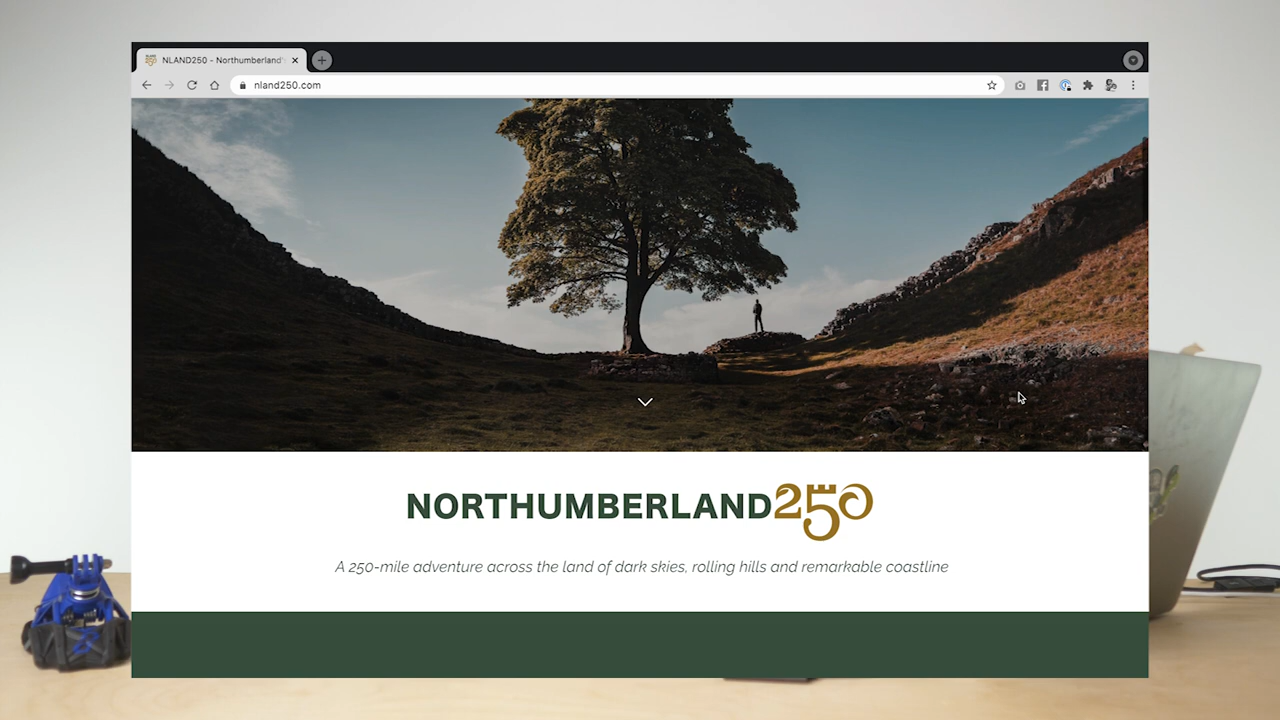 NLAND250 - Northumberland's
nland250.com
NORTHUMBERLAND250
A 250-mile adventure across the land of dark skies, rolling hills and remarkable coastline